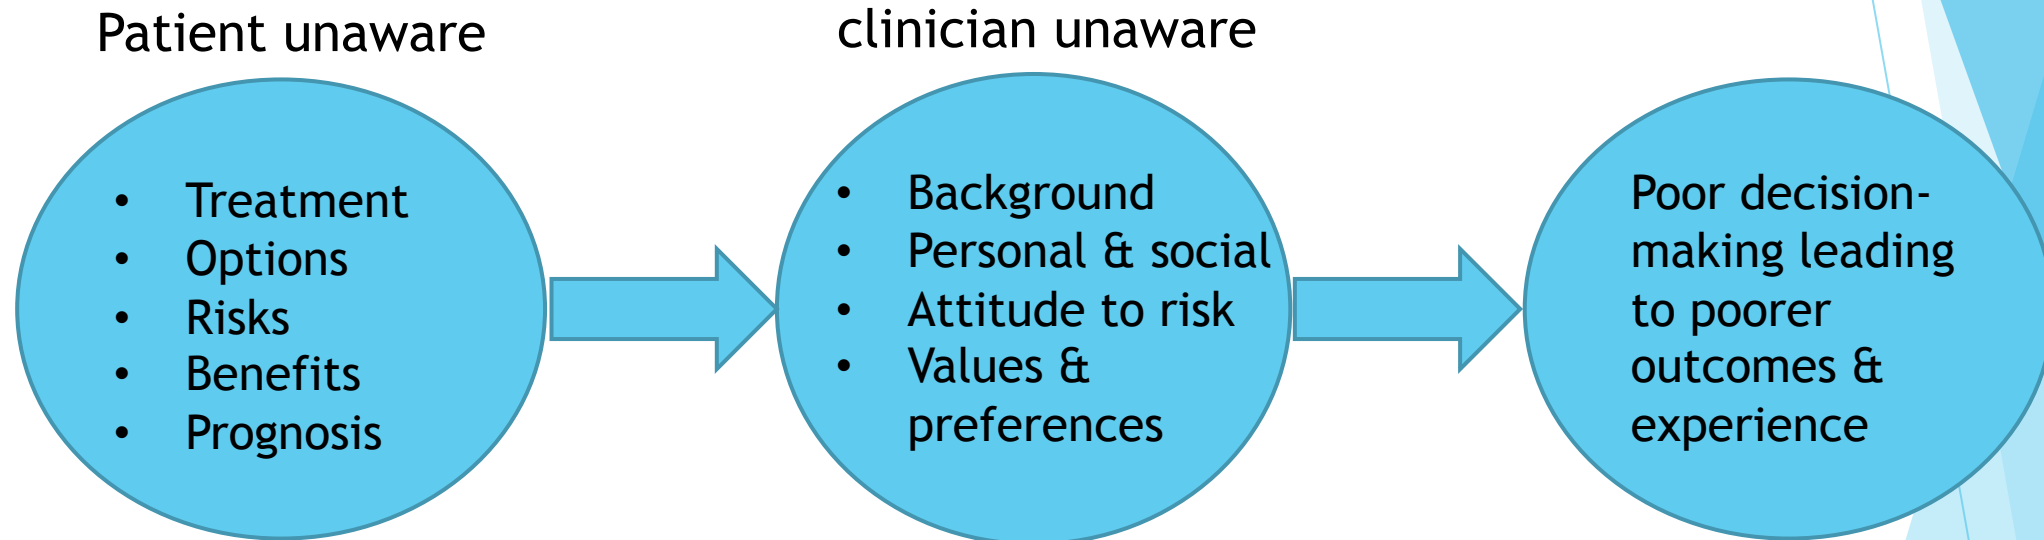 Patient unaware
• Treatment
• Options
• Risks
• Benefits
• Prognosis
clinician unaware
• Background
• Personal & social
• Attitude to risk
• Values &
preferences
Poor decision-
making leading
to poorer
outcomes &
experience